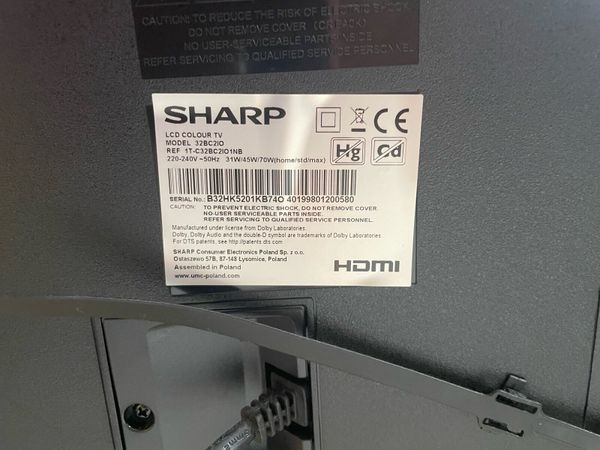 CAUTION: TO REDUCE THE RISK OF ELECTRIC SHOCK,
DO NOT REMOVE COVER (OR BACK)
NO USER-SERVICEABLE PARTS INSIDE.
REFER SERVICING TO QUALIFIED SERVICE PERSONNEL
SHARP
LCD COLOUR TV
MODEL 32BC2IO
REF 1T-C32BC2IO1NB
220-240V ~50Hz 31W/45W/70W(home/std/max)
Hg Cd
SERIAL No.: B32HK5201KB74O 40199801200580
CAUTION: TO PREVENT ELECTRIC SHOCK, DO NOT REMOVE COVER.
NO USER-SERVICEABLE PARTS INSIDE.
REFER SERVICING TO QUALIFIED SERVICE PERSONNEL.
Manufactured under license from Dolby Laboratories.
Dolby, Dolby Audio and the double-D symbol are trademarks of Dolby Laboratories
For DTS patents, see http://patents.dts.com
SHARP Consumer Electronics Poland Sp. z o.o.
Ostaszewo 57B, 87-148 Lysomice, Poland
Assembled in Poland
www.umc-poland.com
HDMI